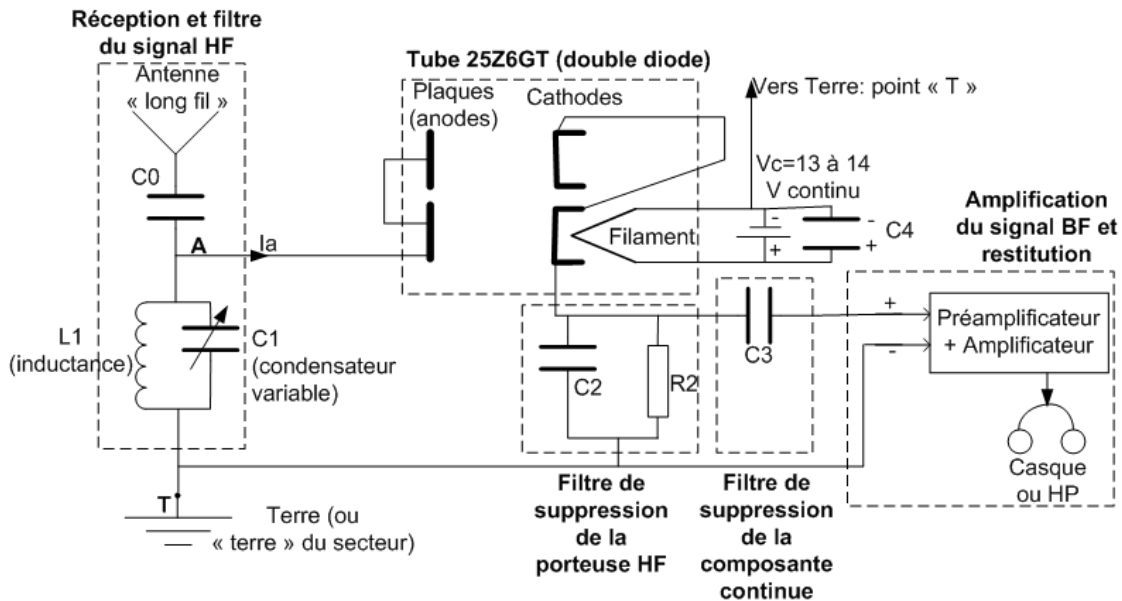 Réception et filtre
du signal HF
Antenne
« long fil »
C0
A
Ia
L1
(inductance)
C1
(condensateur
variable)
T
Terre (ou
« terre » du secteur)
Tube 25Z6GT (double diode)
Plaques
(anodes)
Cathodes
Filament
Vers Terre: point « T »
Vc=13 à 14
V continu
-
+
-
C4
+
C2
R2
Filtre de
suppression
de la
porteuse HF
C3
Filtre de
suppression
de la
composante
continue
Amplification
du signal BF et
restitution
+
-
Préamplificateur
+ Amplificateur
Casque
ou HP